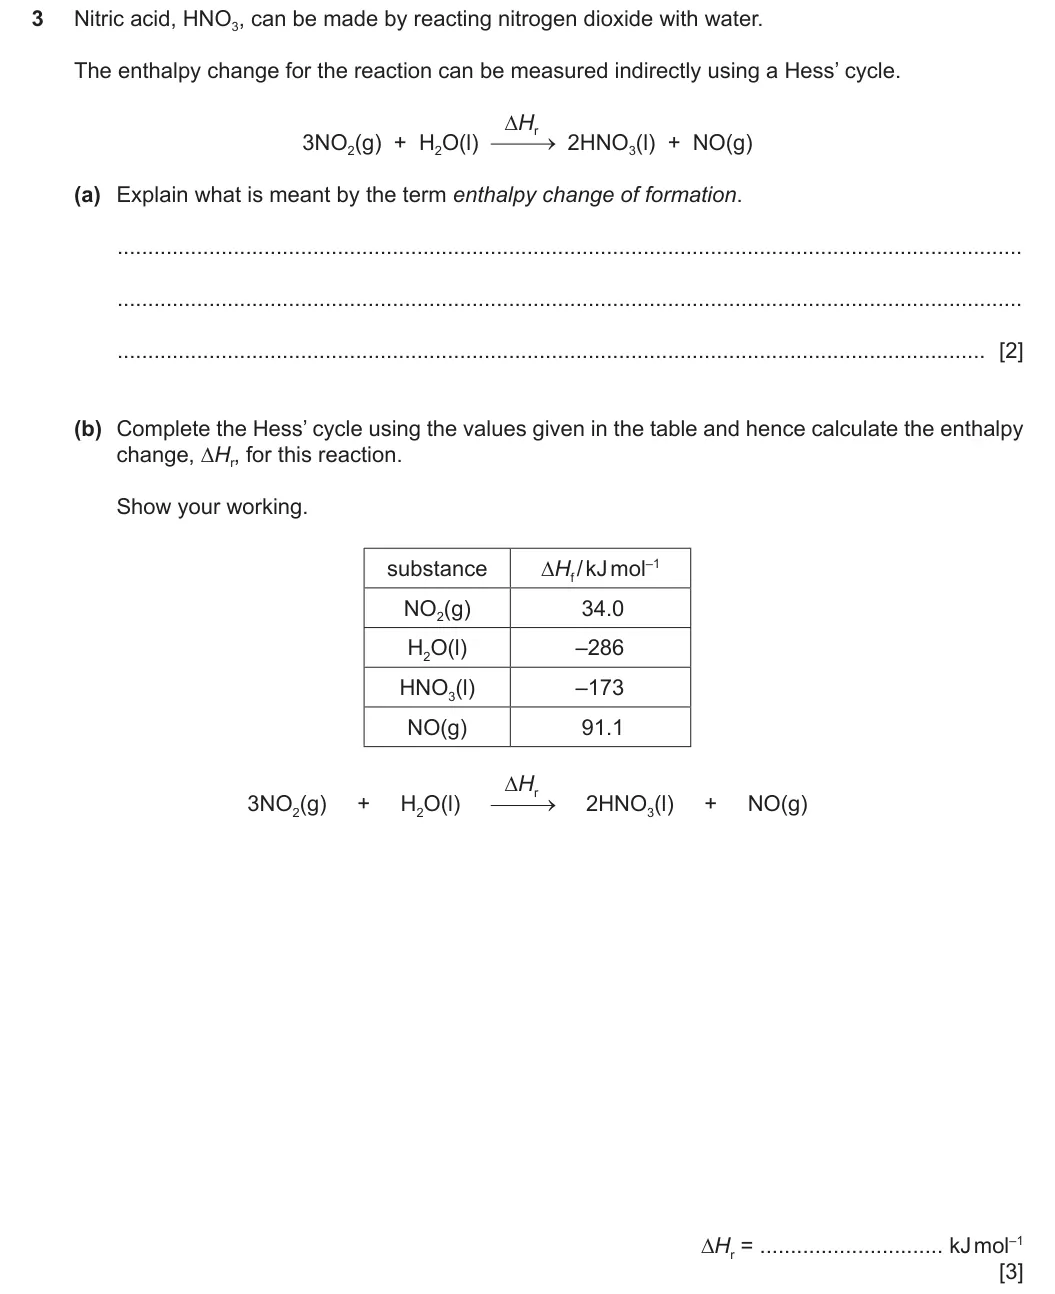 3 Nitric acid, HNO₃, can be made by reacting nitrogen dioxide with water.
The enthalpy change for the reaction can be measured indirectly using a Hess’ cycle.
ΔHᵣ
3NO₂(g) + H₂O(l) ⟶ 2HNO₃(l) + NO(g)
(a) Explain what is meant by the term enthalpy change of formation.
..............................................................................
..............................................................................
.............................................................................. [2]
(b) Complete the Hess’ cycle using the values given in the table and hence calculate the enthalpy
change, ΔHᵣ, for this reaction.
Show your working.
substance ΔH_f / kJ mol⁻¹
NO₂(g) 34.0
H₂O(l) –286
HNO₃(l) –173
NO(g) 91.1
ΔHᵣ
3NO₂(g) + H₂O(l) ⟶ 2HNO₃(l) + NO(g)
ΔHᵣ = .............................. kJ mol⁻¹
[3]